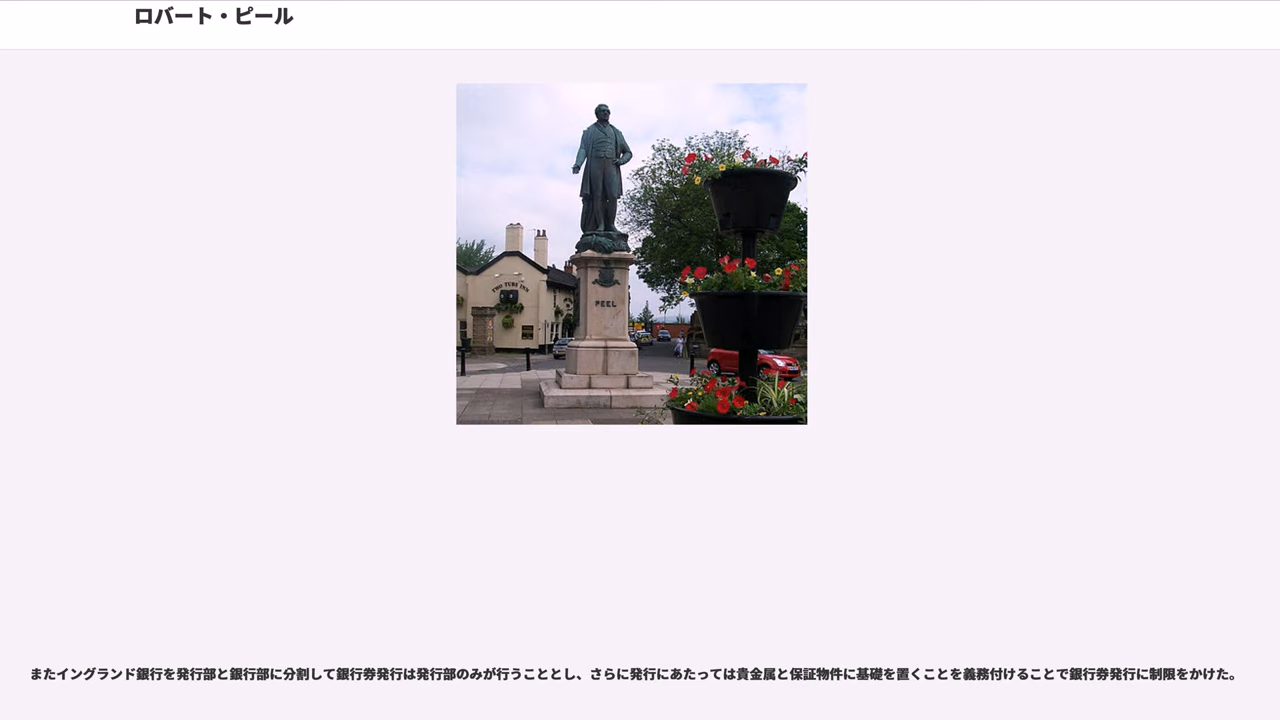 ロバート・ピール
TWO TUBS INN
PEEL
またイングランド銀行を発行部と銀行部に分割して銀行券発行は発行部のみが行うこととし、さらに発行にあたっては貴金属と保証物件に基礎を置くことを義務付けることで銀行券発行に制限をかけた。